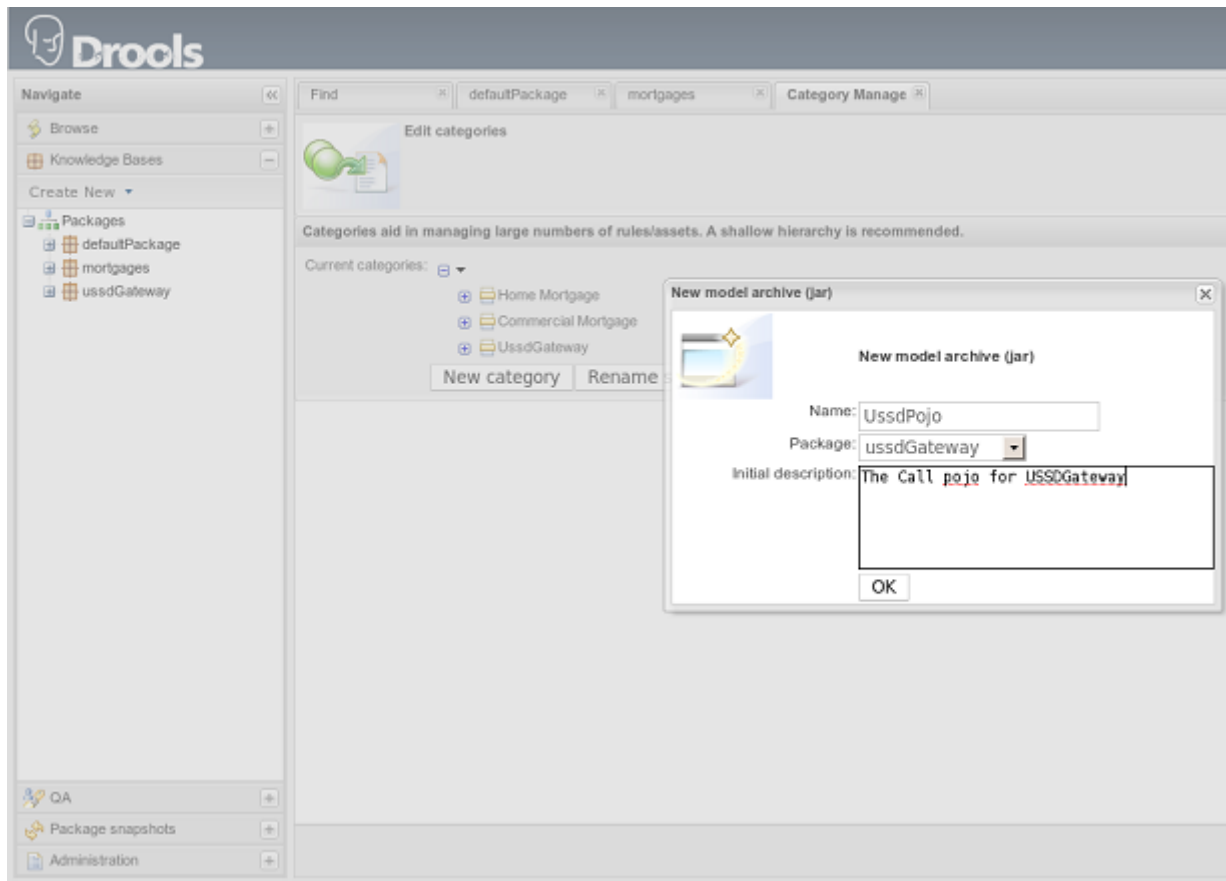 Drools
Navigate
Browse
Knowledge Bases
Create New
Packages
defaultPackage
mortgages
ussdGateway
QA
Package snapshots
Administration
Find
defaultPackage
mortgages
Category Manage
Edit categories
Categories aid in managing large numbers of rules/assets. A shallow hierarchy is recommended.
Current categories:
Home Mortgage
Commercial Mortgage
UssdGateway
New category
Rename
New model archive (jar)
New model archive (jar)
Name: UssdPojo
Package: ussdGateway
Initial description: The Call pojo for USSDGateway
OK